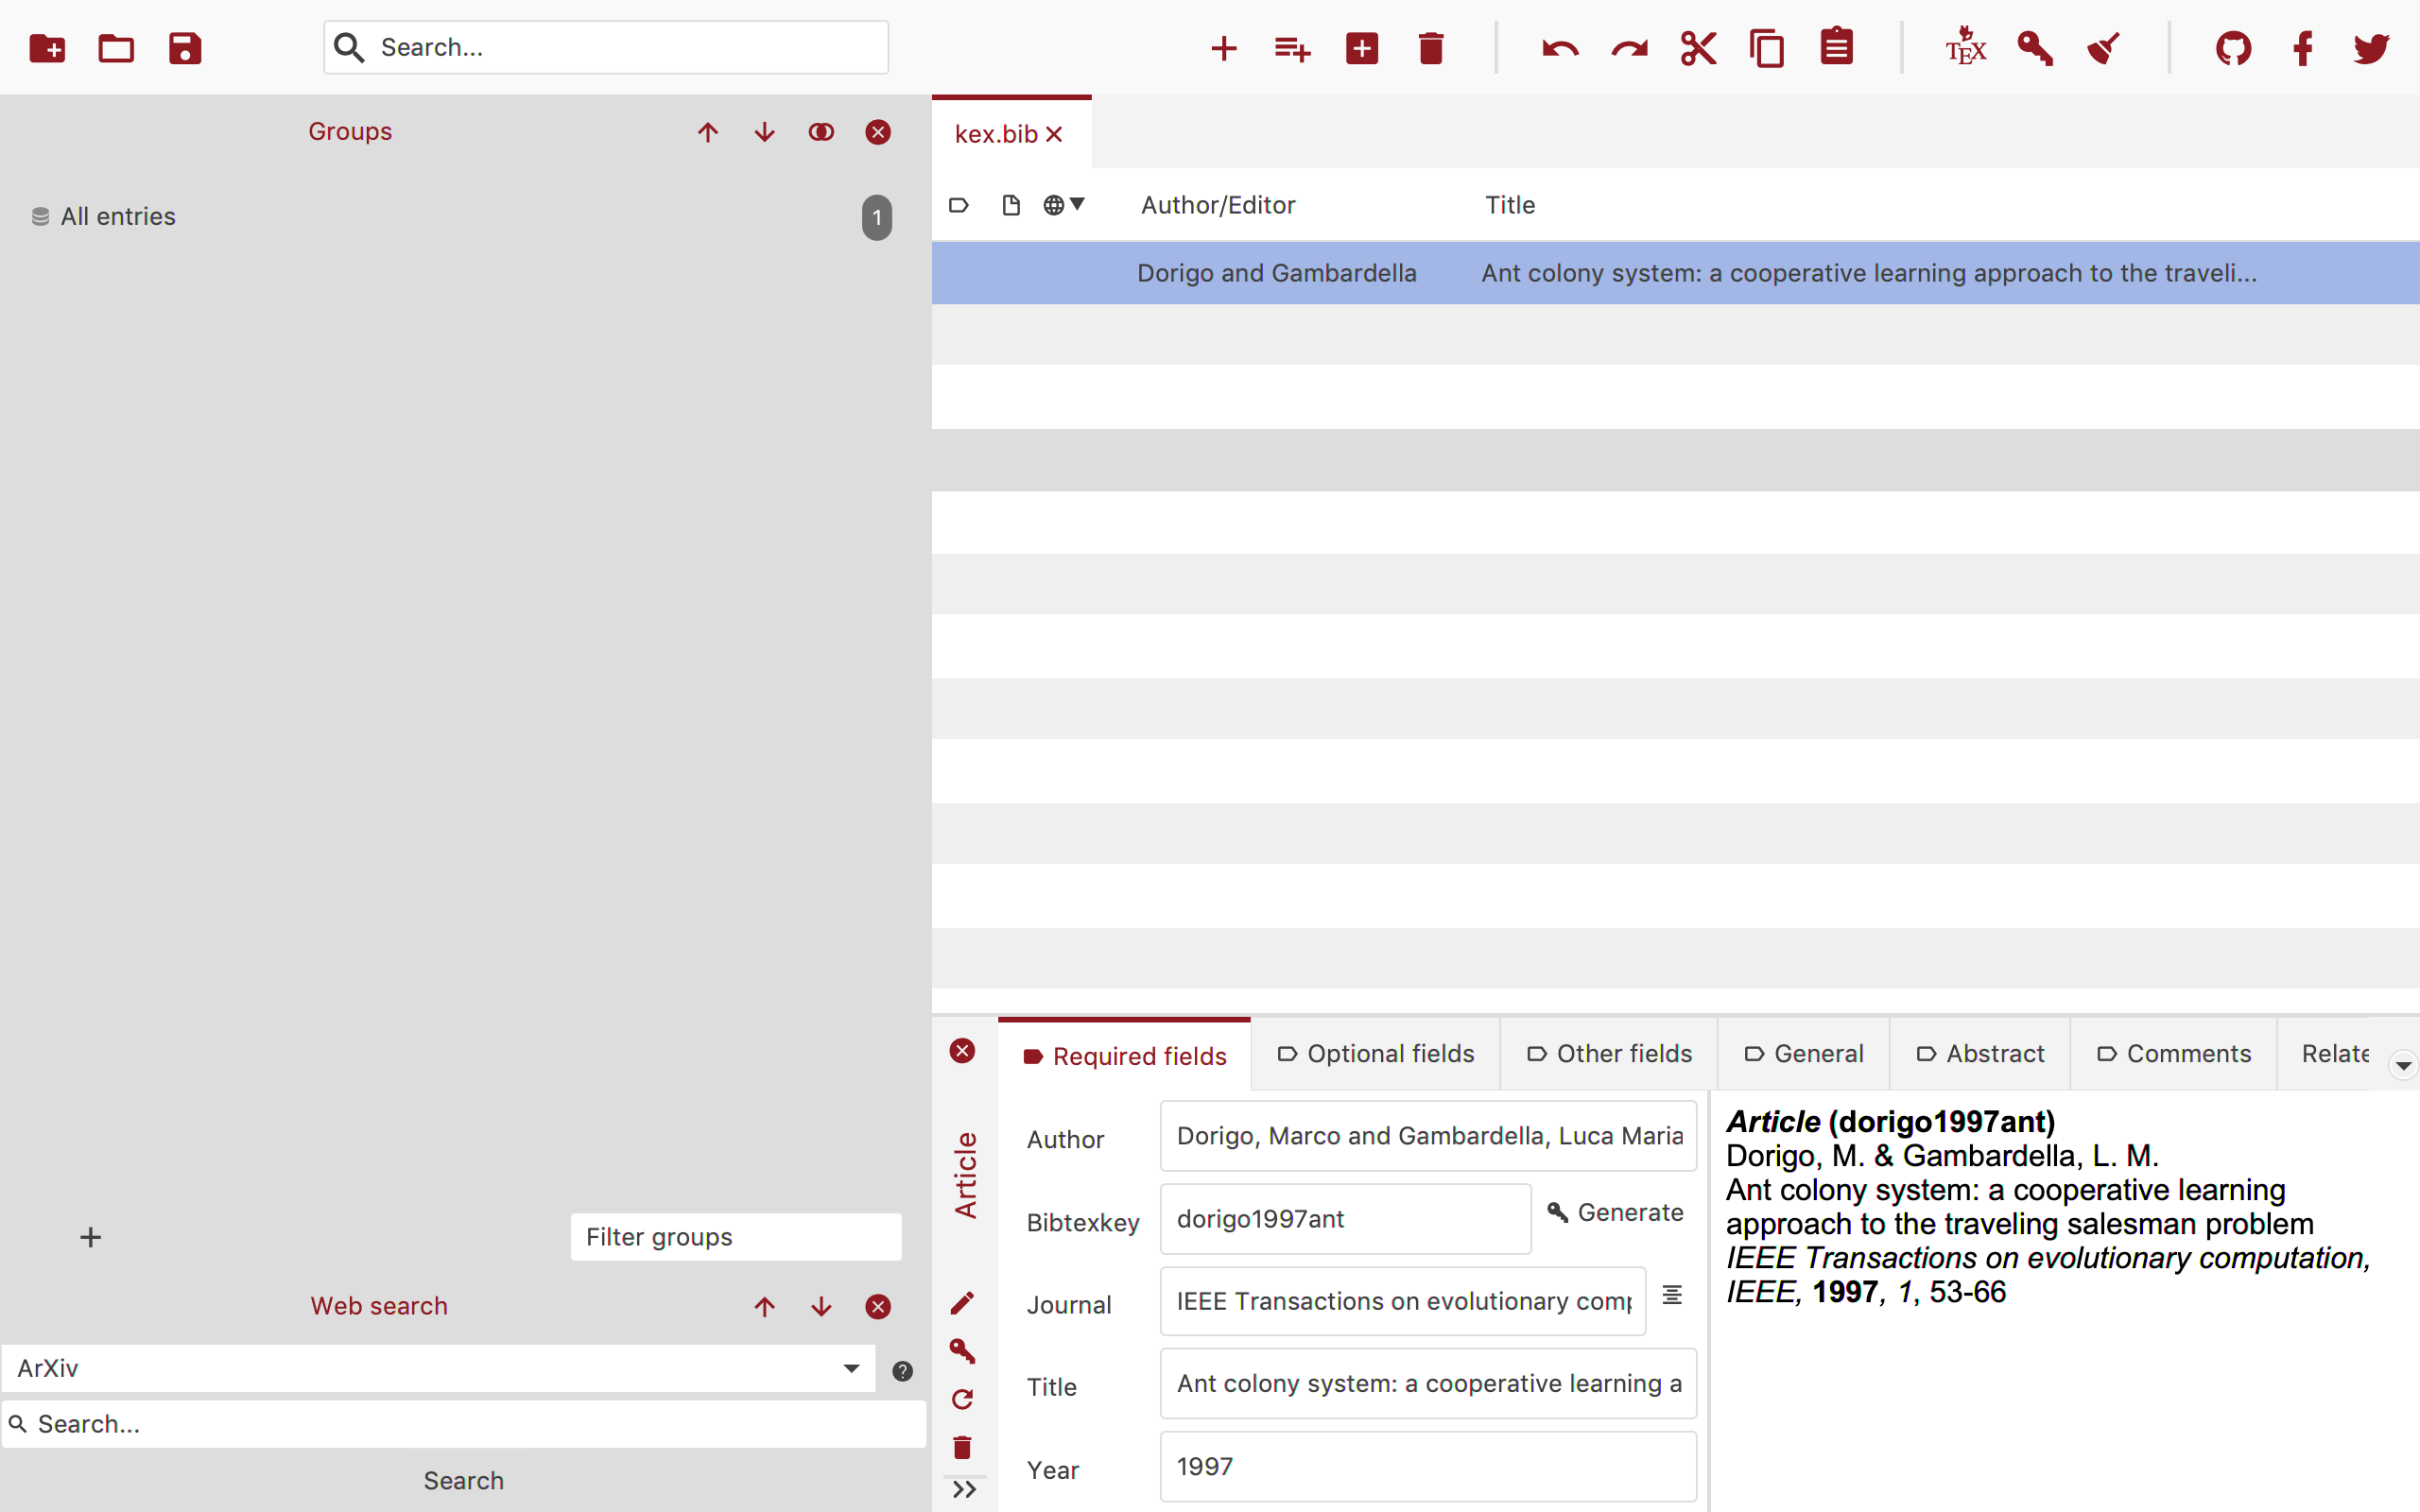 Search...
TEX
Groups
kex.bib
All entries
1
Author/Editor
Title
Dorigo and Gambardella
Ant colony system: a cooperative learning approach to the traveli...
Filter groups
Web search
ArXiv
Search...
Search
Required fields
Optional fields
Other fields
General
Abstract
Comments
Relate
Article
Author
Dorigo, Marco and Gambardella, Luca Maria
Bibtexkey
dorigo1997ant
Generate
Journal
IEEE Transactions on evolutionary comp
Title
Ant colony system: a cooperative learning a
Year
1997
Article (dorigo1997ant)
Dorigo, M. & Gambardella, L. M.
Ant colony system: a cooperative learning
approach to the traveling salesman problem
IEEE Transactions on evolutionary computation,
IEEE, 1997, 1, 53-66